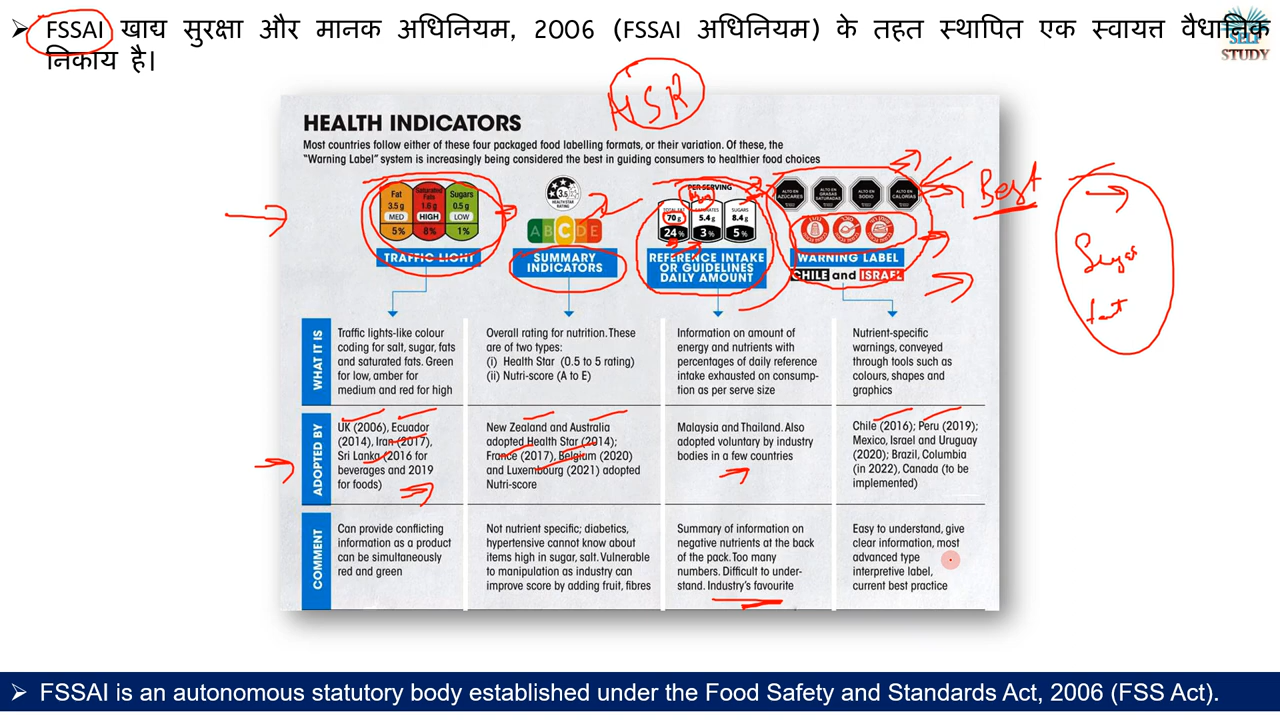 ➢ FSSAI खाद्य सुरक्षा और मानक अधिनियम, 2006 (FSSAI अधिनियम) के तहत स्थापित एक स्वायत्त वैधानिक
निकाय है।
SELF
STUDY
HSR
HEALTH INDICATORS
Most countries follow either of these four packaged food labelling formats, or their variation. Of these, the
"Warning Label" system is increasingly being considered the best in guiding consumers to healthier food choices
Fat
3.5 g
MED
5%
Saturated
Fats
1.6 g
HIGH
8%
Sugars
0.5 g
LOW
1%
TRAFFIC LIGHT
3.5
HEALTH STAR
RATING
A B C D E
SUMMARY
INDICATORS
PER SERVING
TOTAL FAT
70 g
24 %
5.4 g
3 %
SUGARS
8.4 g
5 %
REFERENCE INTAKE
OR GUIDELINES
DAILY AMOUNT
ALTO EN
AZÚCARES
ALTO EN
GRASAS
SATURADAS
ALTO EN
SODIO
ALTO EN
CALORÍAS
WARNING LABEL
CHILE and ISRAEL
Best
Sugar
fat
WHAT IT IS
Traffic lights-like colour
coding for salt, sugar, fats
and saturated fats. Green
for low, amber for
medium and red for high
Overall rating for nutrition. These
are of two types:
(i) Health Star (0.5 to 5 rating)
(ii) Nutri-score (A to E)
Information on amount of
energy and nutrients with
percentages of daily reference
intake exhausted on consump-
tion as per serve size
Nutrient-specific
warnings, conveyed
through tools such as
colours, shapes and
graphics
ADOPTED BY
UK (2006), Ecuador
(2014), Iran (2017),
Sri Lanka (2016 for
beverages and 2019
for foods)
New Zealand and Australia
adopted Health Star (2014);
France (2017), Belgium (2020)
and Luxembourg (2021) adopted
Nutri-score
Malaysia and Thailand. Also
adopted voluntary by industry
bodies in a few countries
Chile (2016); Peru (2019);
Mexico, Israel and Uruguay
(2020); Brazil, Columbia
(in 2022), Canada (to be
implemented)
COMMENT
Can provide conflicting
information as a product
can be simultaneously
red and green
Not nutrient specific; diabetics,
hypertensive cannot know about
items high in sugar, salt. Vulnerable
to manipulation as industry can
improve score by adding fruit, fibres
Summary of information on
negative nutrients at the back
of the pack. Too many
numbers. Difficult to under-
stand. Industry's favourite
Easy to understand, give
clear information, most
advanced type
interpretive label,
current best practice
➢ FSSAI is an autonomous statutory body established under the Food Safety and Standards Act, 2006 (FSS Act).